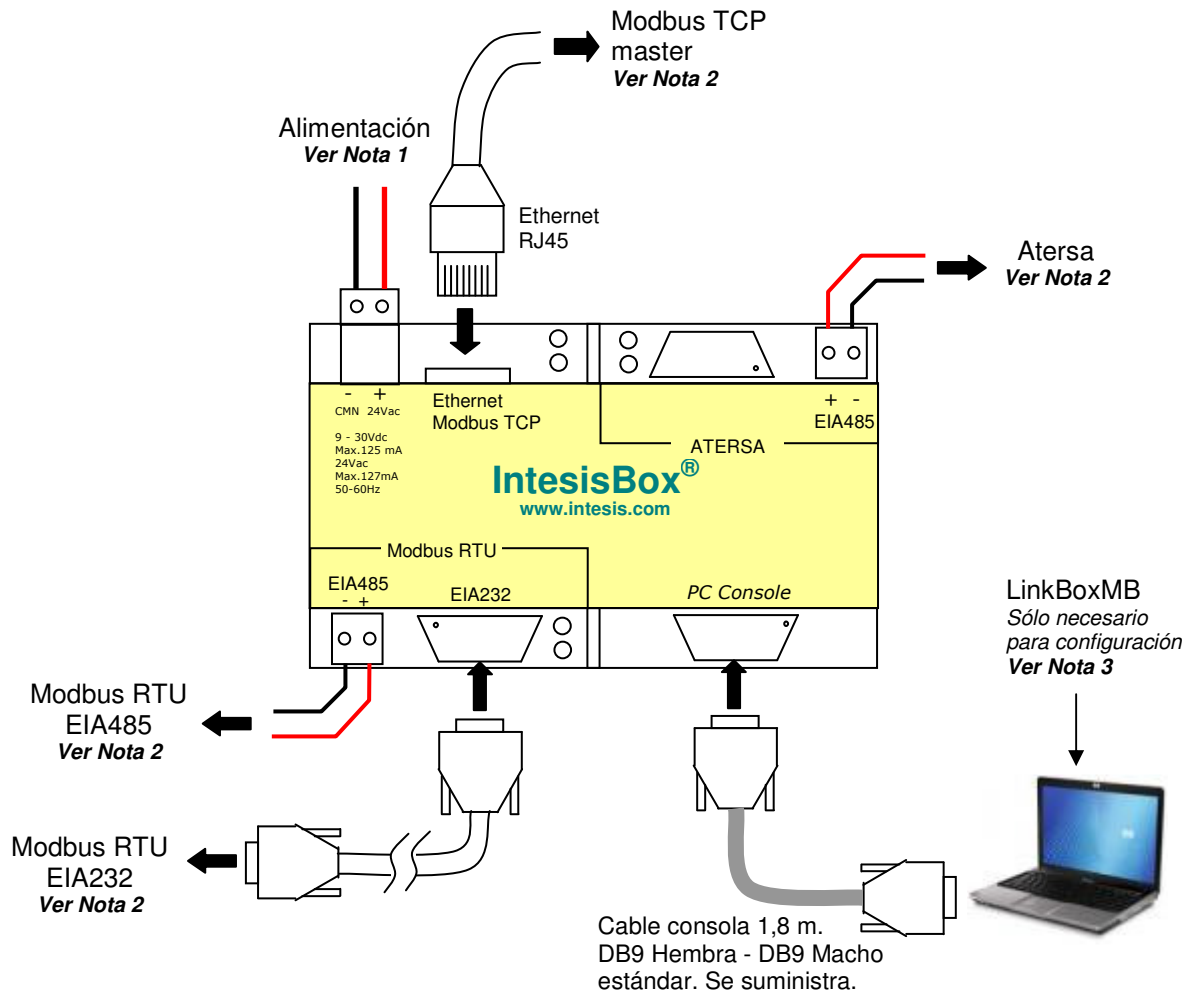 Modbus TCP
master
Ver Nota 2
Alimentación
Ver Nota 1
Ethernet
RJ45
Atersa
Ver Nota 2
- +
CMN 24Vac
9 - 30Vdc
Max.125 mA
24Vac
Max.127mA
50-60Hz
Ethernet
Modbus TCP
+ -
EIA485
ATERSA
IntesisBox®
www.intesis.com
Modbus RTU
EIA485
- +
EIA232
PC Console
LinkBoxMB
Sólo necesario
para configuración
Ver Nota 3
Modbus RTU
EIA485
Ver Nota 2
Modbus RTU
EIA232
Ver Nota 2
Cable consola 1,8 m.
DB9 Hembra - DB9 Macho
estándar. Se suministra.